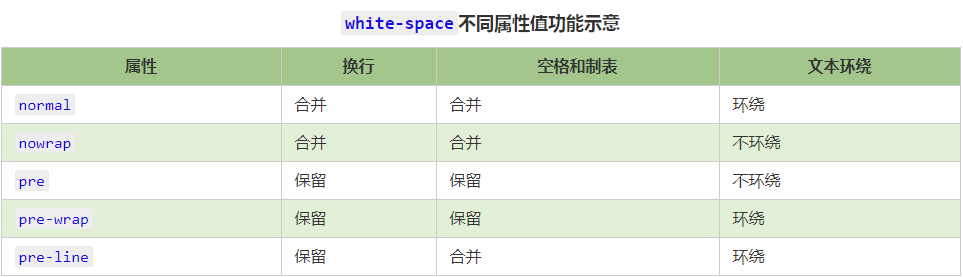 white-space不同属性值功能示意
属性 换行 空格和制表 文本环绕
normal 合并 合并 环绕
nowrap 合并 合并 不环绕
pre 保留 保留 不环绕
pre-wrap 保留 保留 环绕
pre-line 保留 合并 环绕